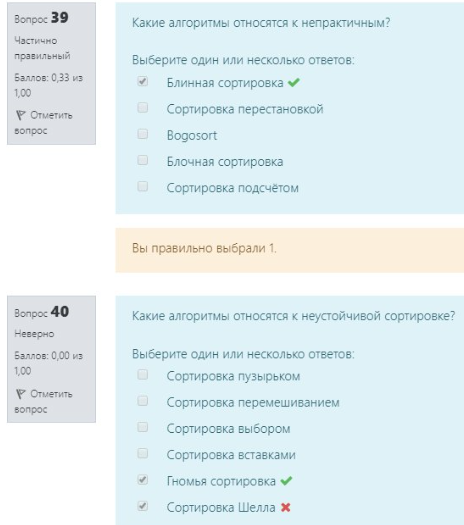 Вопрос 39
Частично
правильный
Баллов: 0,33 из
1,00
Отметить
вопрос
Какие алгоритмы относятся к непрактичным?
Выберите один или несколько ответов:
Блинная сортировка
Сортировка перестановкой
Bogosort
Блочная сортировка
Сортировка подсчётом
Вы правильно выбрали 1.
Вопрос 40
Неверно
Баллов: 0,00 из
1,00
Отметить
вопрос
Какие алгоритмы относятся к неустойчивой сортировке?
Выберите один или несколько ответов:
Сортировка пузырьком
Сортировка перемешиванием
Сортировка выбором
Сортировка вставками
Гномья сортировка
Сортировка Шелла